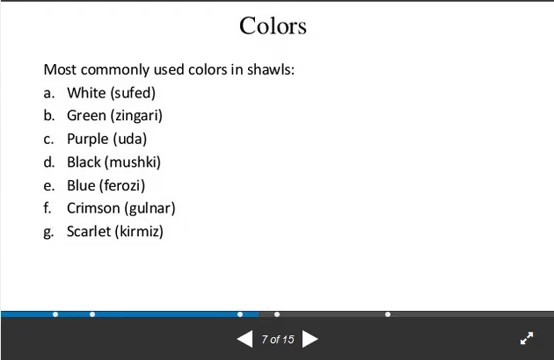 Colors
Most commonly used colors in shawls:
a. White (sufed)
b. Green (zingari)
c. Purple (uda)
d. Black (mushki)
e. Blue (ferozi)
f. Crimson (gulnar)
g. Scarlet (kirmiz)
7 of 15